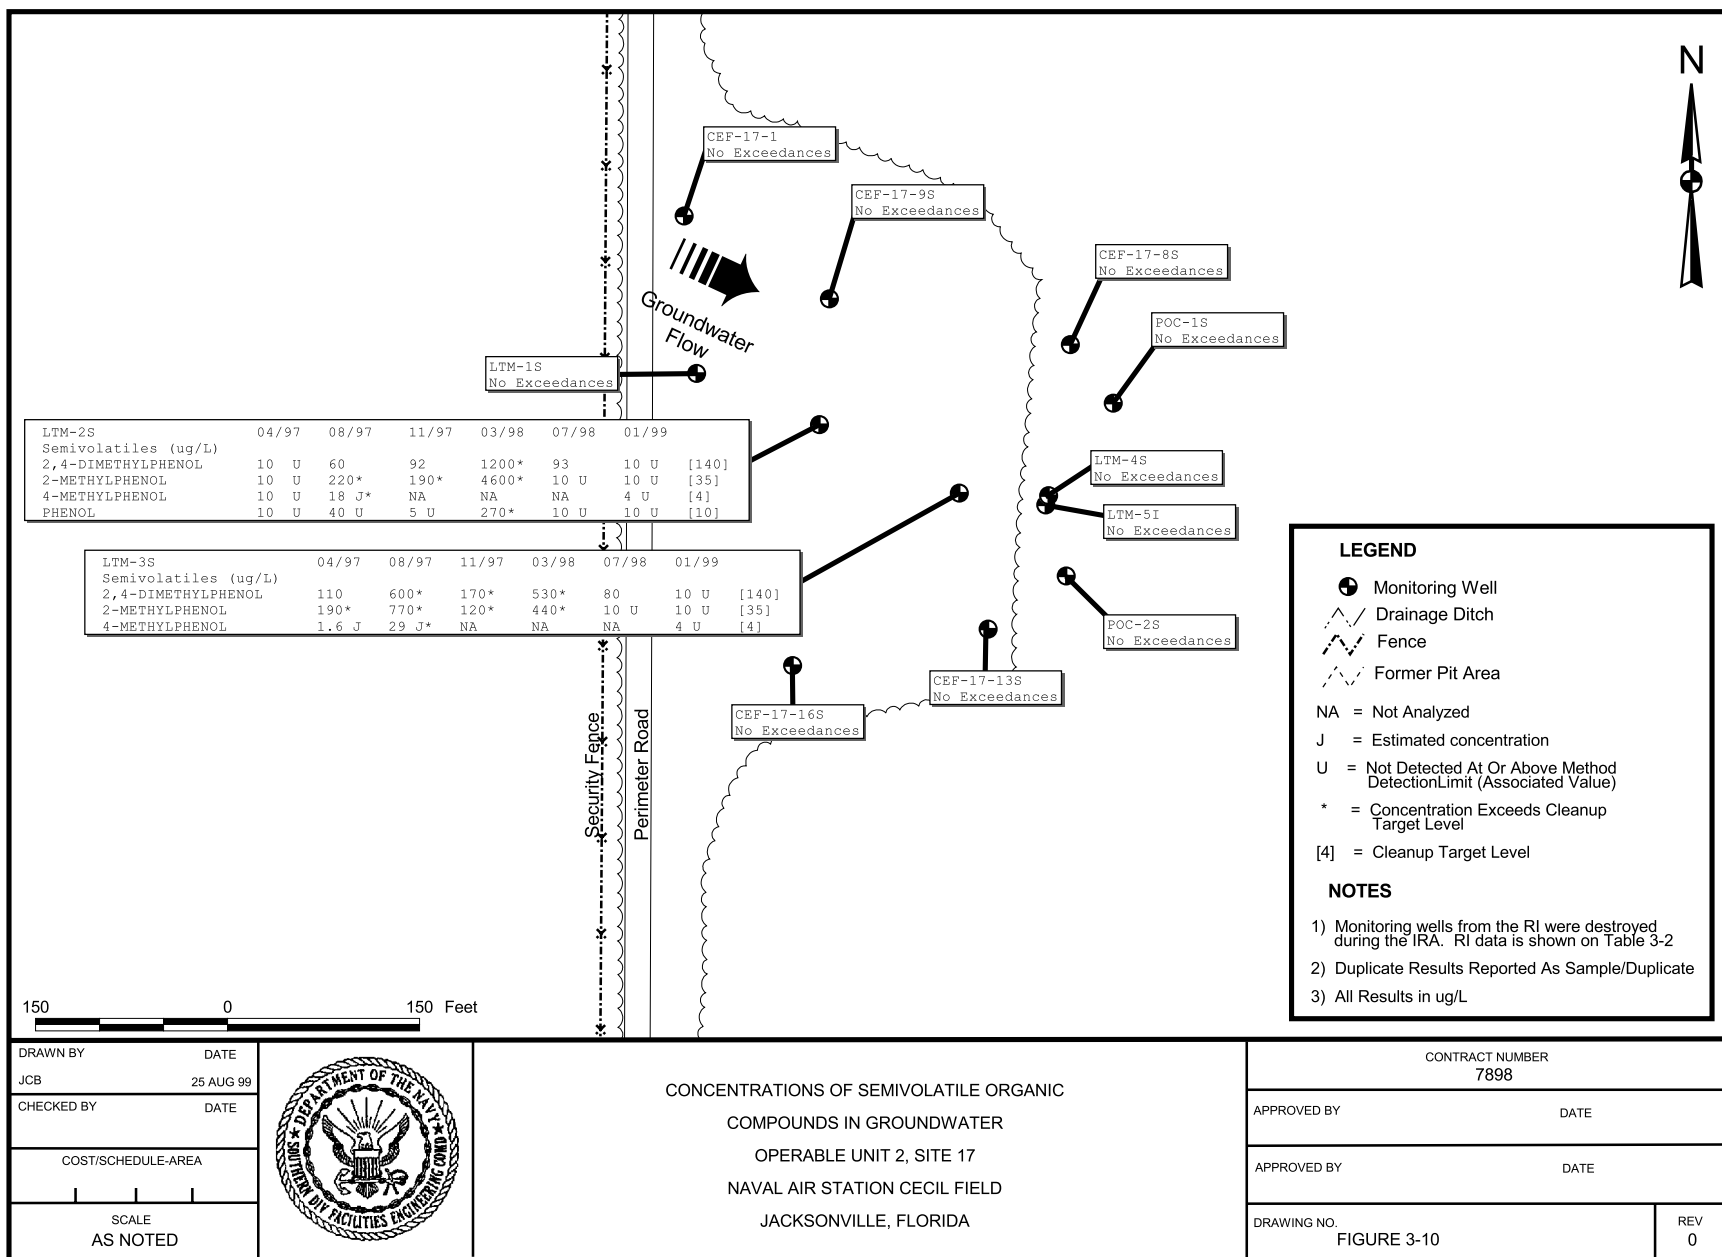 N
CEF-17-1
No Exceedances
CEF-17-9S
No Exceedances
CEF-17-8S
No Exceedances
Groundwater
Flow
POC-1S
No Exceedances
LTM-1S
No Exceedances
LTM-2S 04/97 08/97 11/97 03/98 07/98 01/99
Semivolatiles (ug/L)
2,4-DIMETHYLPHENOL 10 U 60 92 1200* 93 10 U [140]
2-METHYLPHENOL 10 U 220* 190* 4600* 10 U 10 U [35]
4-METHYLPHENOL 10 U 18 J* NA NA NA 4 U [4]
PHENOL 10 U 40 U 5 U 270* 10 U 10 U [10]
LTM-4S
No Exceedances
LTM-5I
No Exceedances
LTM-3S 04/97 08/97 11/97 03/98 07/98 01/99
Semivolatiles (ug/L)
2,4-DIMETHYLPHENOL 110 600* 170* 530* 80 10 U [140]
2-METHYLPHENOL 190* 770* 120* 440* 10 U 10 U [35]
4-METHYLPHENOL 1.6 J 29 J* NA NA NA 4 U [4]
POC-2S
No Exceedances
CEF-17-13S
No Exceedances
CEF-17-16S
No Exceedances
Security Fence
Perimeter Road
LEGEND
Monitoring Well
Drainage Ditch
Fence
Former Pit Area
NA = Not Analyzed
J = Estimated concentration
U = Not Detected At Or Above Method
DetectionLimit (Associated Value)
* = Concentration Exceeds Cleanup
Target Level
[4] = Cleanup Target Level
NOTES
1) Monitoring wells from the RI were destroyed
during the IRA. RI data is shown on Table 3-2
2) Duplicate Results Reported As Sample/Duplicate
3) All Results in ug/L
150 0 150 Feet
DRAWN BY DATE
JCB 25 AUG 99
CHECKED BY DATE
COST/SCHEDULE-AREA
SCALE
AS NOTED
DEPARTMENT OF THE NAVY
SOUTHERN DIV FACILITIES ENGINEERING COMD
CONCENTRATIONS OF SEMIVOLATILE ORGANIC
COMPOUNDS IN GROUNDWATER
OPERABLE UNIT 2, SITE 17
NAVAL AIR STATION CECIL FIELD
JACKSONVILLE, FLORIDA
CONTRACT NUMBER
7898
APPROVED BY DATE
APPROVED BY DATE
DRAWING NO.
FIGURE 3-10
REV
0